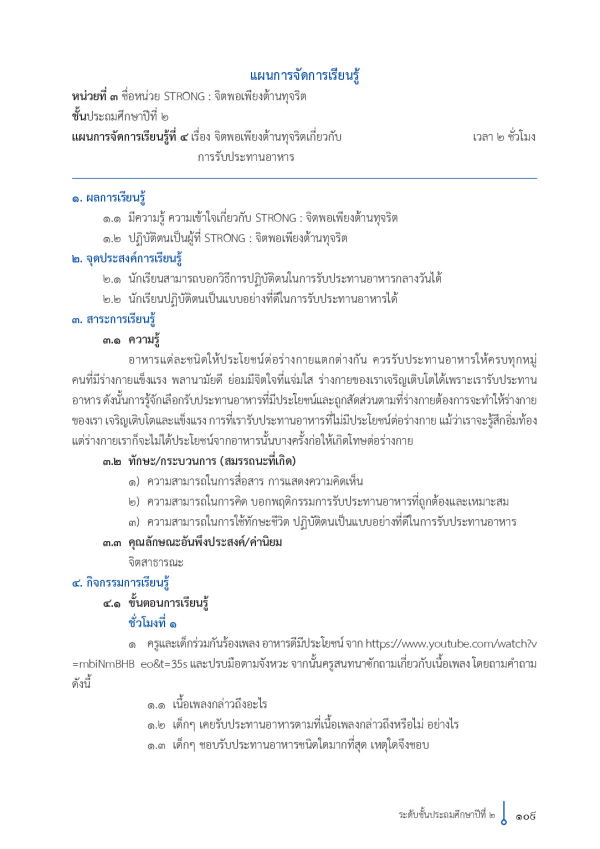 แผนการจัดการเรียนรู้
หน่วยที่ ๓ ชื่อหน่วย STRONG : จิตพอเพียงต้านทุจริต
ชั้นประถมศึกษาปีที่ ๒
แผนการจัดการเรียนรู้ที่ ๔ เรื่อง จิตพอเพียงต้านทุจริตเกี่ยวกับ เวลา ๒ ชั่วโมง
การรับประทานอาหาร
๑. ผลการเรียนรู้
๑.๑ มีความรู้ ความเข้าใจเกี่ยวกับ STRONG : จิตพอเพียงต้านทุจริต
๑.๒ ปฏิบัติตนเป็นผู้ที่ STRONG : จิตพอเพียงต้านทุจริต
๒. จุดประสงค์การเรียนรู้
๒.๑ นักเรียนสามารถบอกวิธีการปฏิบัติตนในการรับประทานอาหารกลางวันได้
๒.๒ นักเรียนปฏิบัติตนเป็นแบบอย่างที่ดีในการรับประทานอาหารได้
๓. สาระการเรียนรู้
๓.๑ ความรู้
อาหารแต่ละชนิดให้ประโยชน์ต่อร่างกายแตกต่างกัน ควรรับประทานอาหารให้ครบทุกหมู่
คนที่มีร่างกายแข็งแรง พลานามัยดี ย่อมมีจิตใจที่แจ่มใส ร่างกายของเราเจริญเติบโตได้เพราะเรารับประทาน
อาหาร ดังนั้นการรู้จักเลือกรับประทานอาหารที่มีประโยชน์และถูกสัดส่วนตามที่ร่างกายต้องการจะทำให้ร่างกาย
ของเรา เจริญเติบโตและแข็งแรง การที่เรารับประทานอาหารที่ไม่มีประโยชน์ต่อร่างกาย แม้ว่าเราจะรู้สึกอิ่มท้อง
แต่ร่างกายเราก็จะไม่ได้ประโยชน์จากอาหารนั้นบางครั้งก่อให้เกิดโทษต่อร่างกาย
๓.๒ ทักษะ/กระบวนการ (สมรรถนะที่เกิด)
๑) ความสามารถในการสื่อสาร การแสดงความคิดเห็น
๒) ความสามารถในการคิด บอกพฤติกรรมการรับประทานอาหารที่ถูกต้องและเหมาะสม
๓) ความสามารถในการใช้ทักษะชีวิต ปฏิบัติตนเป็นแบบอย่างที่ดีในการรับประทานอาหาร
๓.๓ คุณลักษณะอันพึงประสงค์/ค่านิยม
จิตสาธารณะ
๔. กิจกรรมการเรียนรู้
๔.๑ ขั้นตอนการเรียนรู้
ชั่วโมงที่ ๑
๑ ครูและเด็กร่วมกันร้องเพลง อาหารดีมีประโยชน์ จาก https://www.youtube.com/watch?v
=mbiNmBHB eo&t=35s และปรบมือตามจังหวะ จากนั้นครูสนทนาซักถามเกี่ยวกับเนื้อเพลง โดยถามคำถาม
ดังนี้
๑.๑ เนื้อเพลงกล่าวถึงอะไร
๑.๒ เด็กๆ เคยรับประทานอาหารตามที่เนื้อเพลงกล่าวถึงหรือไม่ อย่างไร
๑.๓ เด็กๆ ชอบรับประทานอาหารชนิดใดมากที่สุด เหตุใดจึงชอบ
ระดับชั้นประถมศึกษาปีที่ ๒ ๑๐๕